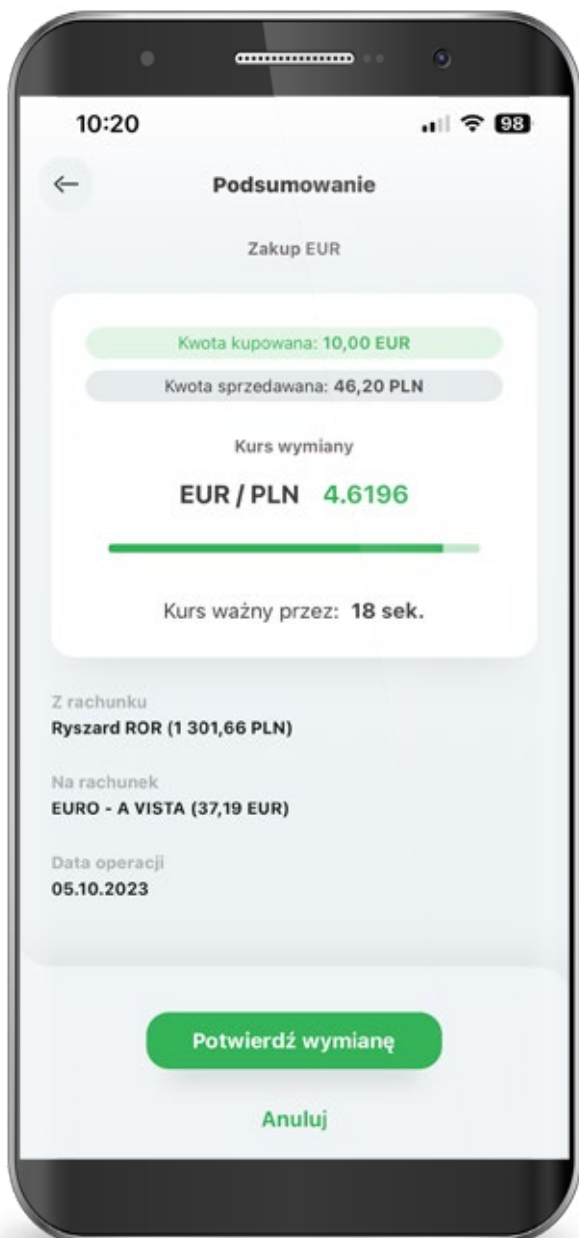 10:20
98
Podsumowanie
Zakup EUR
Kwota kupowana: 10,00 EUR
Kwota sprzedawana: 46,20 PLN
Kurs wymiany
EUR / PLN 4.6196
Kurs ważny przez: 18 sek.
Z rachunku
Ryszard ROR (1 301,66 PLN)
Na rachunek
EURO - A VISTA (37,19 EUR)
Data operacji
05.10.2023
Potwierdź wymianę
Anuluj